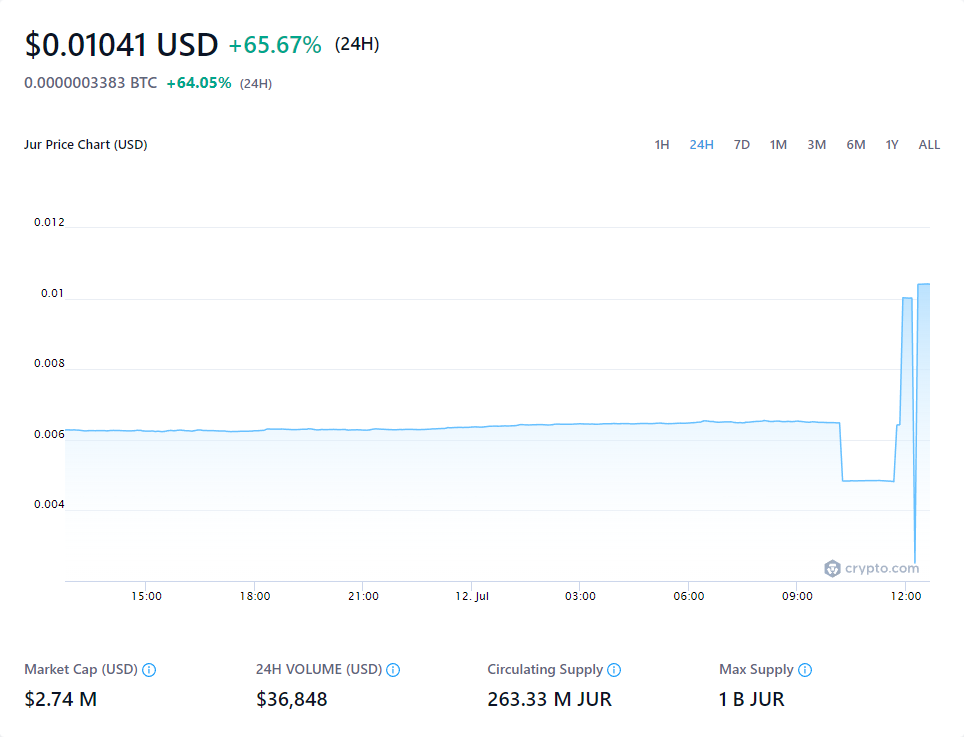 $0.01041 USD +65.67% (24H)
0.0000003383 BTC +64.05% (24H)
Jur Price Chart (USD) 1H 24H 7D 1M 3M 6M 1Y ALL
0.012
0.01
0.008
0.006
0.004
crypto.com
15:00 18:00 21:00 12. Jul 03:00 06:00 09:00 12:00
Market Cap (USD) 24H VOLUME (USD) Circulating Supply Max Supply
$2.74 M $36,848 263.33 M JUR 1 B JUR